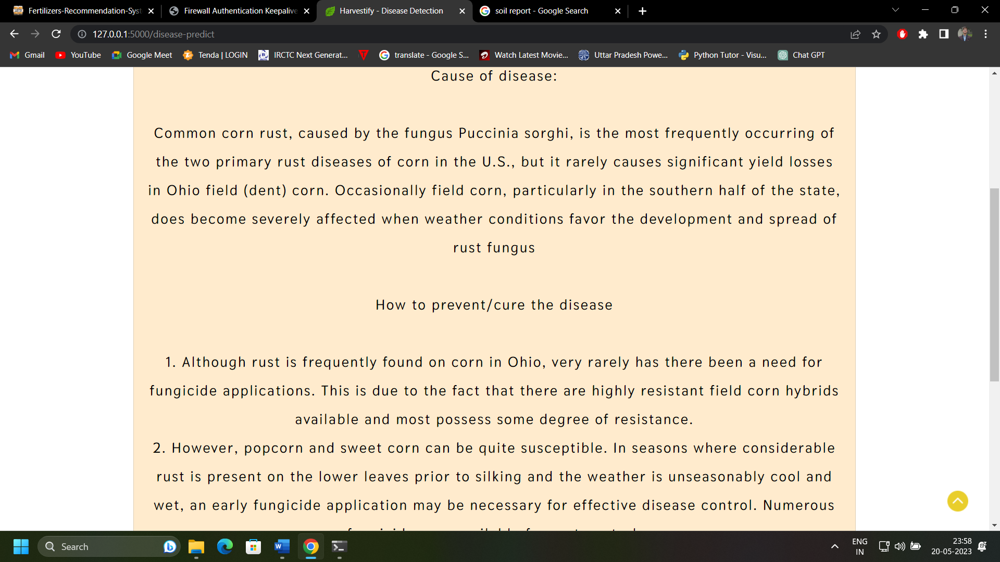 Fertilizers-Recommendation-Syst
Firewall Authentication Keepalive
Harvestify - Disease Detection
soil report - Google Search
127.0.0.1:5000/disease-predict
Gmail
YouTube
Google Meet
Tenda | LOGIN
IRCTC Next Generat...
translate - Google S...
Watch Latest Movie...
Uttar Pradesh Powe...
Python Tutor - Visu...
Chat GPT
Cause of disease:
Common corn rust, caused by the fungus Puccinia sorghi, is the most frequently occurring of
the two primary rust diseases of corn in the U.S., but it rarely causes significant yield losses
in Ohio field (dent) corn. Occasionally field corn, particularly in the southern half of the state,
does become severely affected when weather conditions favor the development and spread of
rust fungus
How to prevent/cure the disease
1. Although rust is frequently found on corn in Ohio, very rarely has there been a need for
fungicide applications. This is due to the fact that there are highly resistant field corn hybrids
available and most possess some degree of resistance.
2. However, popcorn and sweet corn can be quite susceptible. In seasons where considerable
rust is present on the lower leaves prior to silking and the weather is unseasonably cool and
wet, an early fungicide application may be necessary for effective disease control. Numerous
Search
ENG
IN
23:58
20-05-2023